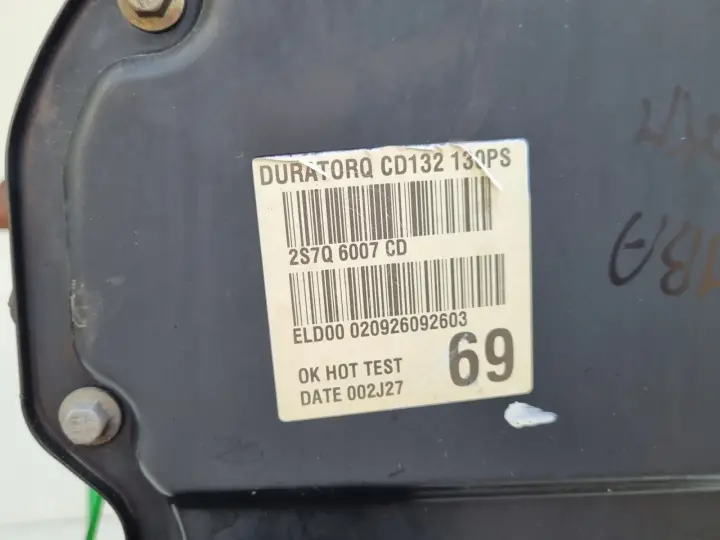 DURATORQ CD132 130PS
2S7Q 6007 CD
ELD00 020926092603
OK HOT TEST
69
DATE 002J27